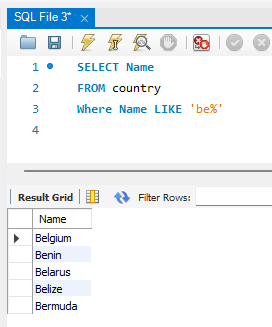 SQL File 3*
1 SELECT Name
2 FROM country
3 Where Name LIKE 'be%'
4
Result Grid Filter Rows:
Name
Belgium
Benin
Belarus
Belize
Bermuda